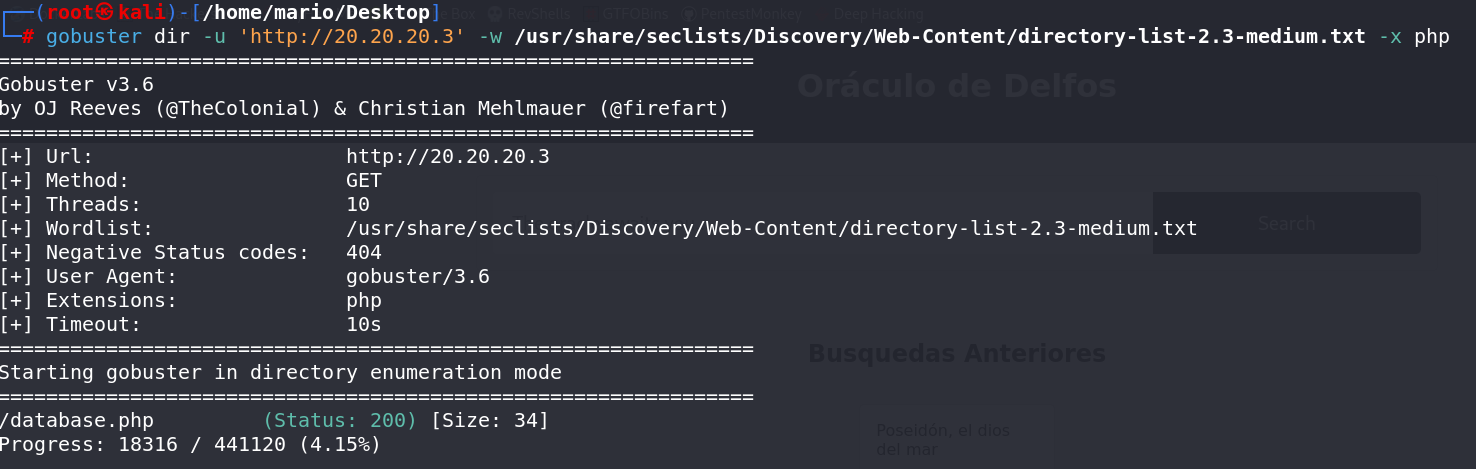 RevShells GTFOBins PentestMonkey Deep Hacking
┌──(root㉿kali)-[/home/mario/Desktop]
└─# gobuster dir -u 'http://20.20.20.3' -w /usr/share/seclists/Discovery/Web-Content/directory-list-2.3-medium.txt -x php
===============================================================
Gobuster v3.6
Oráculo de Delfos
by OJ Reeves (@TheColonial) & Christian Mehlmauer (@firefart)
===============================================================
[+] Url: http://20.20.20.3
[+] Method: GET
[+] Threads: 10
[+] Wordlist: /usr/share/seclists/Discovery/Web-Content/directory-list-2.3-medium.txt
Search
[+] Negative Status codes: 404
[+] User Agent: gobuster/3.6
[+] Extensions: php
[+] Timeout: 10s
===============================================================
Busquedas Anteriores
Starting gobuster in directory enumeration mode
===============================================================
/database.php (Status: 200) [Size: 34]
Progress: 18316 / 441120 (4.15%)
Poseidón, el dios
del mar